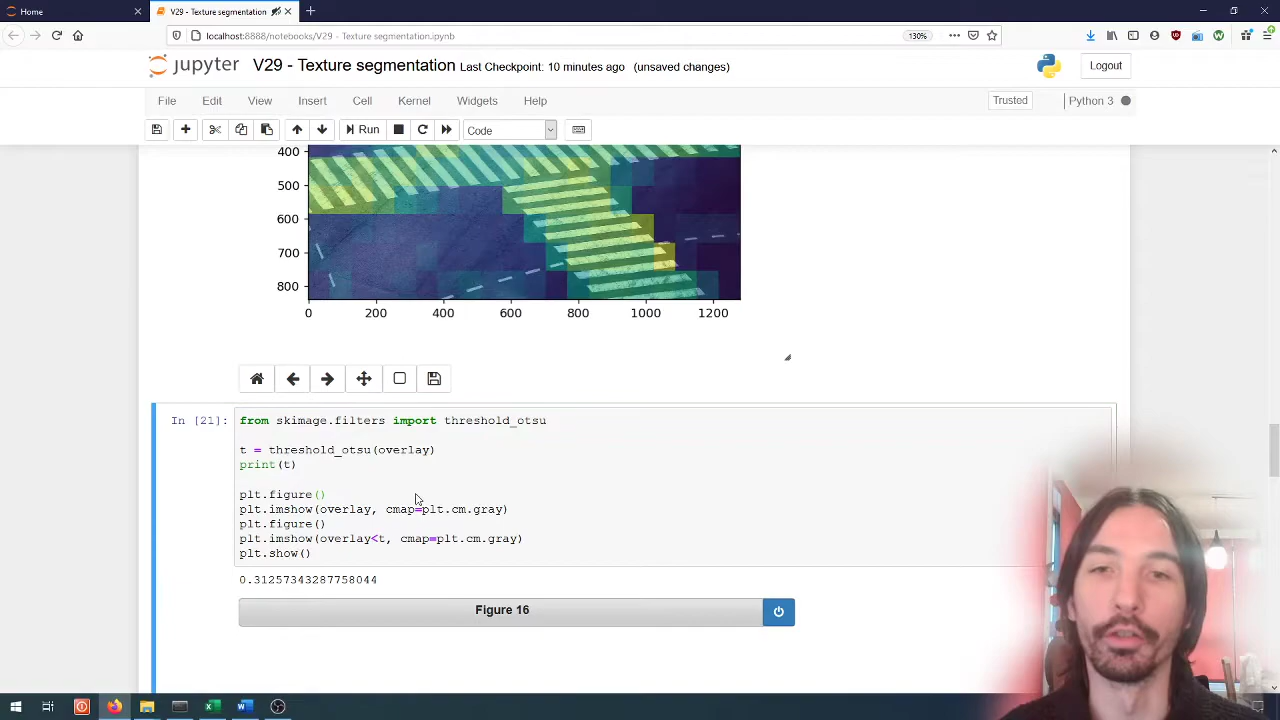 Home
V29 - Texture segmentation
localhost:8888/notebooks/V29 - Texture segmentation.ipynb
130%
jupyter V29 - Texture segmentation Last Checkpoint: 10 minutes ago (unsaved changes)
Logout
File Edit View Insert Cell Kernel Widgets Help
Trusted
Python 3
Run
Code
400
500
600
700
800
0 200 400 600 800 1000 1200
In [21]: from skimage.filters import threshold_otsu
t = threshold_otsu(overlay)
print(t)
plt.figure()
plt.imshow(overlay, cmap=plt.cm.gray)
plt.figure()
plt.imshow(overlay<t, cmap=plt.cm.gray)
plt.show()
0.31257343287758044
Figure 16